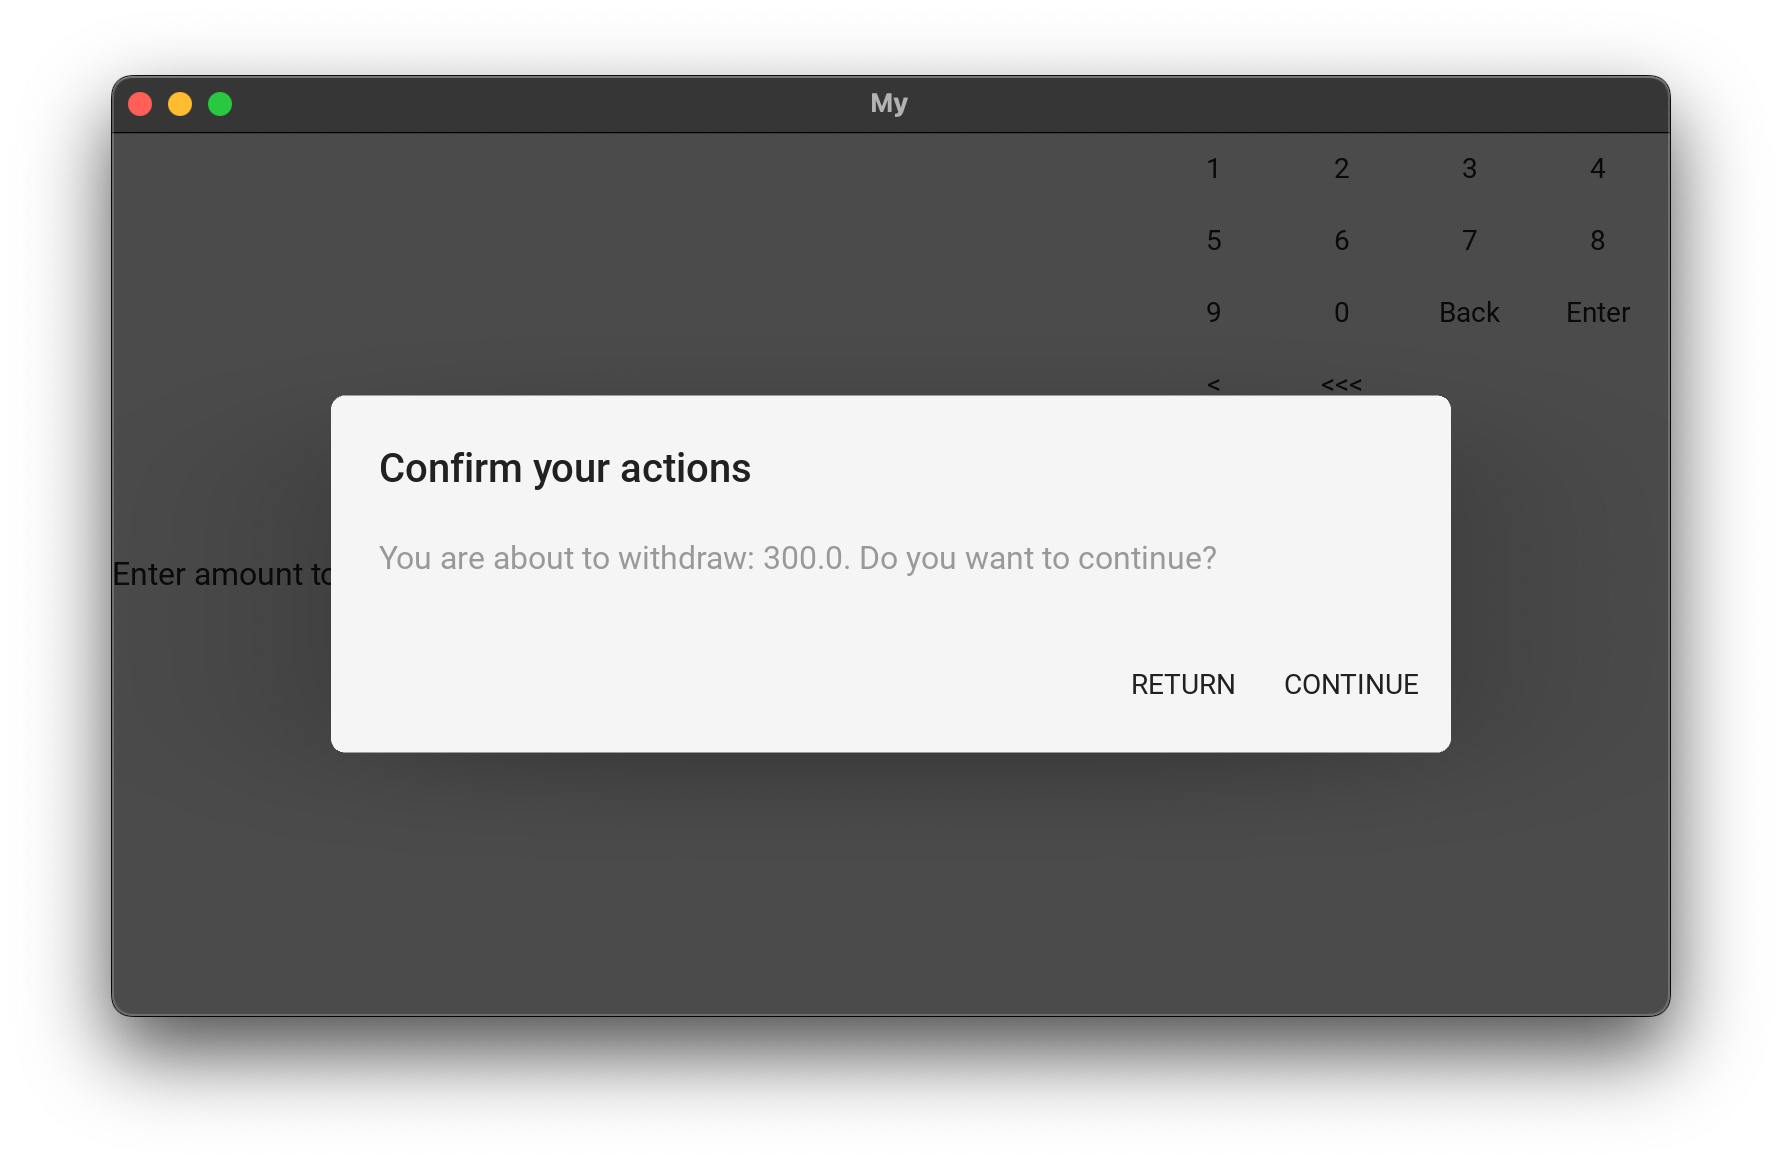 My
1 2 3 4
5 6 7 8
9 0 Back Enter
< <<<
Confirm your actions
You are about to withdraw: 300.0. Do you want to continue?
Enter amount to
RETURN CONTINUE